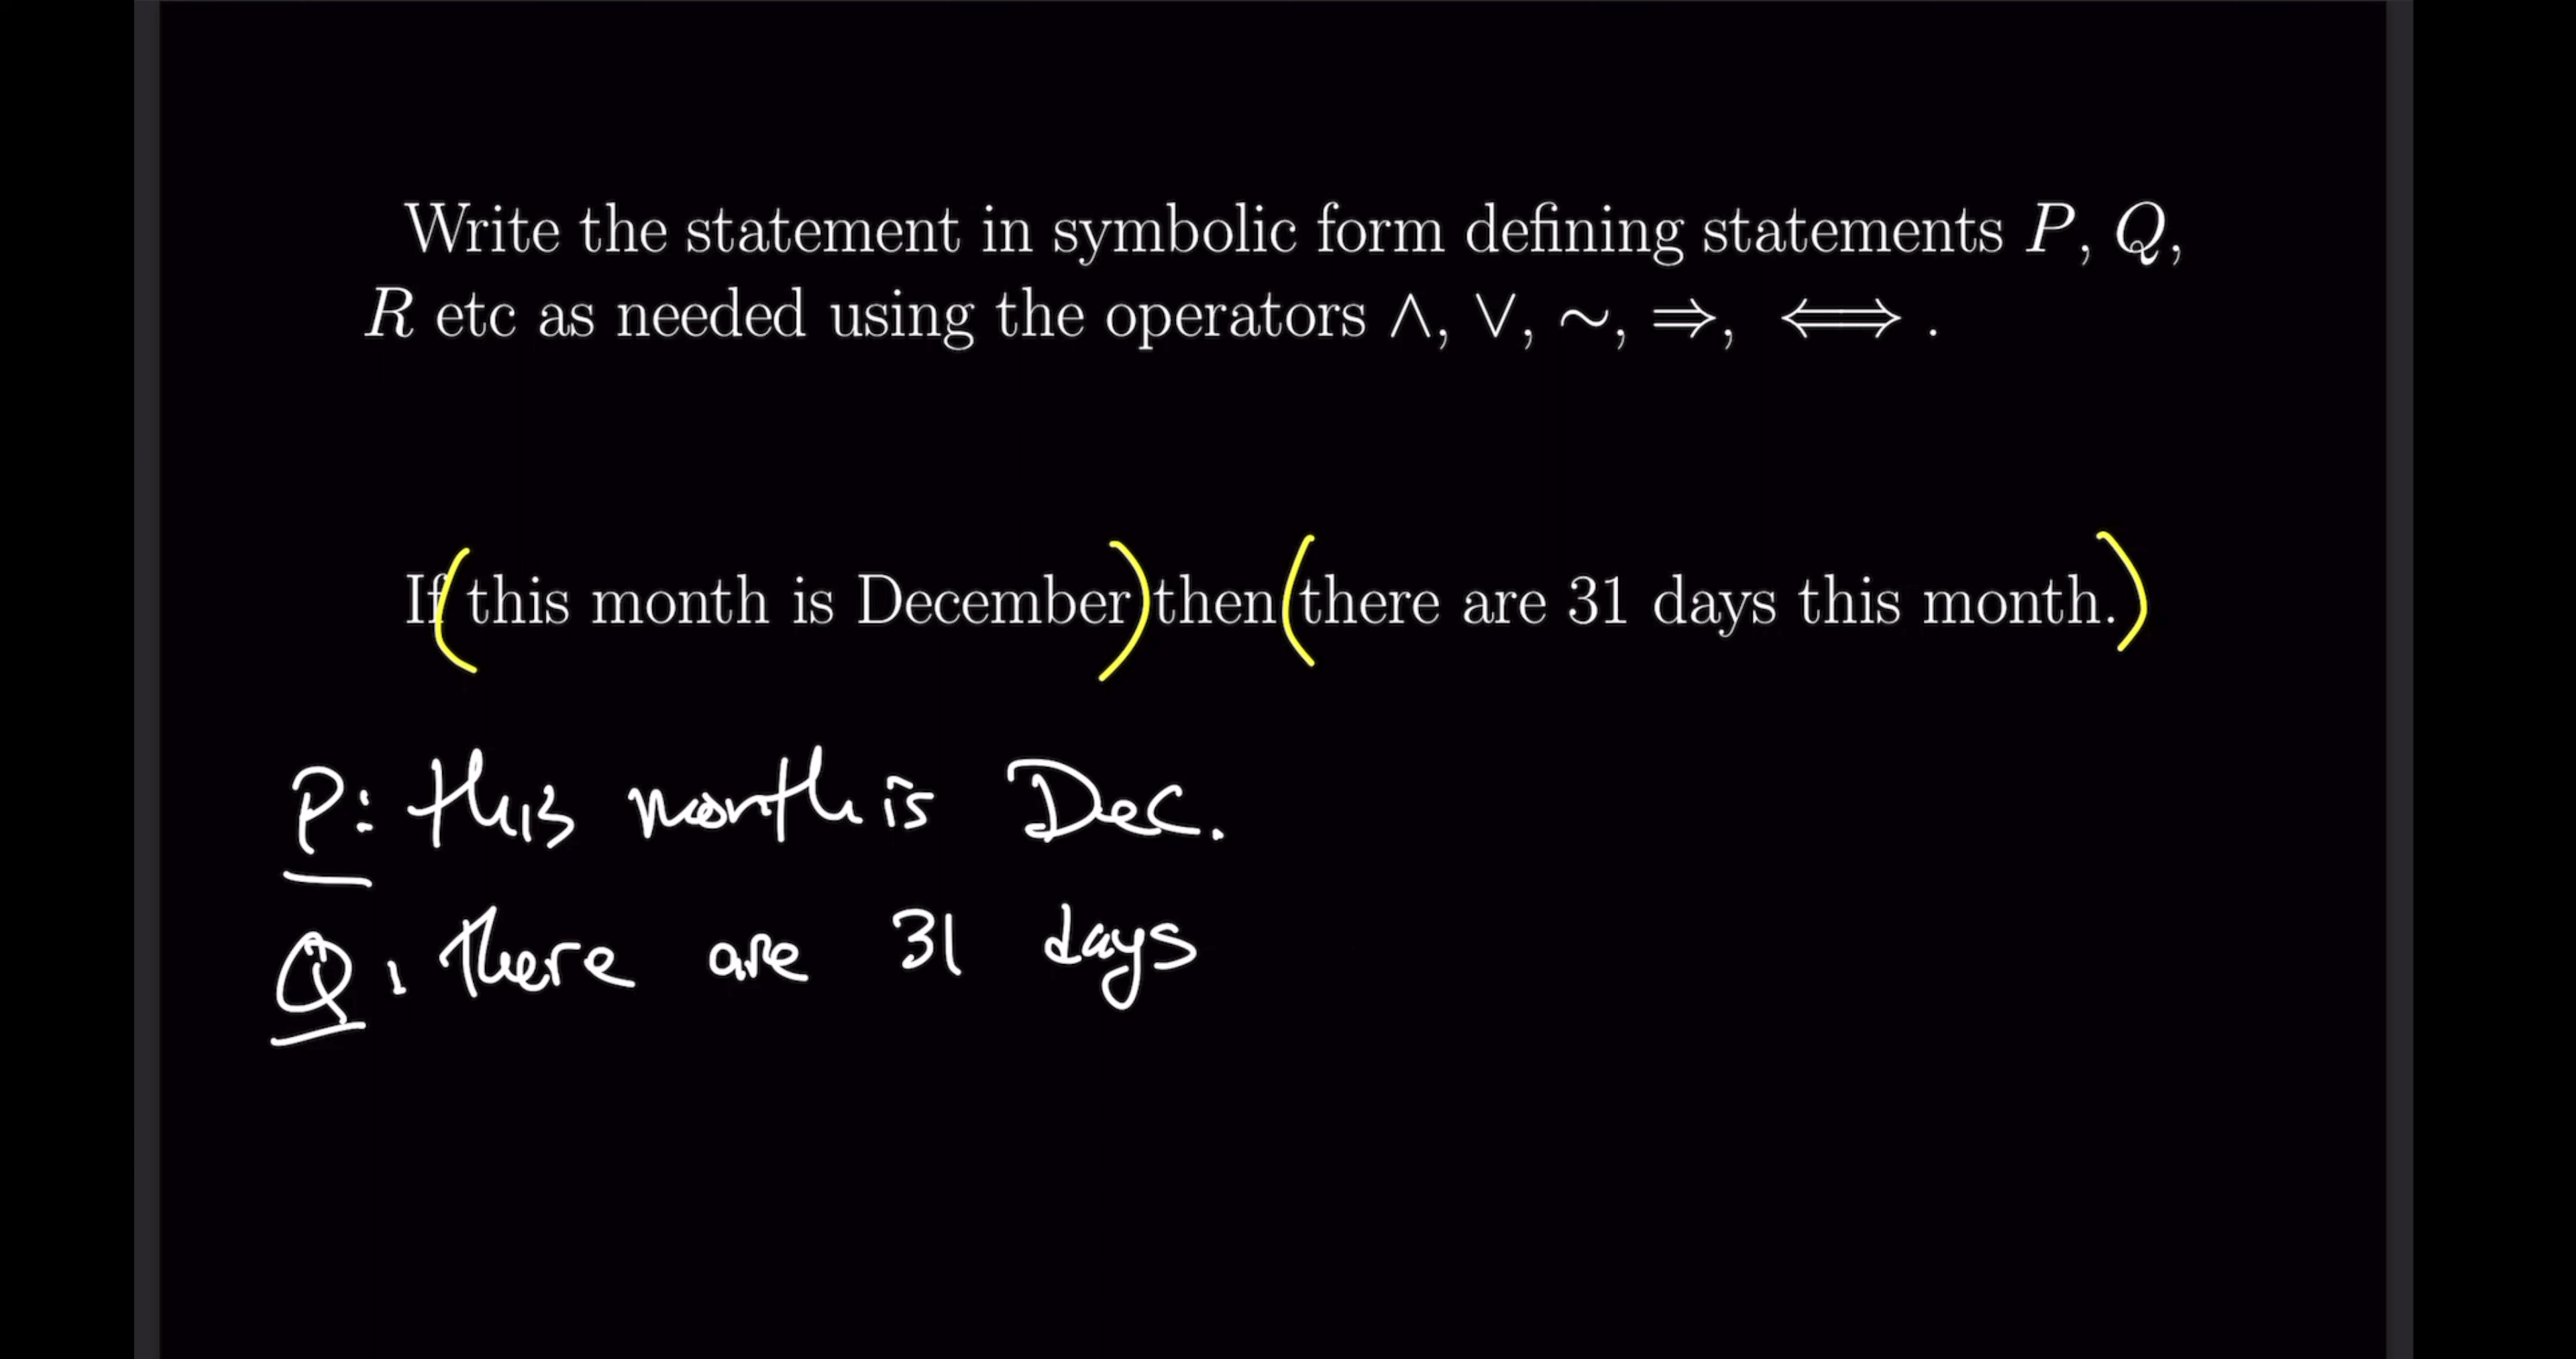 Write the statement in symbolic form defining statements P, Q,
R etc as needed using the operators ∧, ∨, ~, ⇒, ⟺ .
If (this month is December) then (there are 31 days this month.)
P: this month is Dec.
Q: there are 31 days